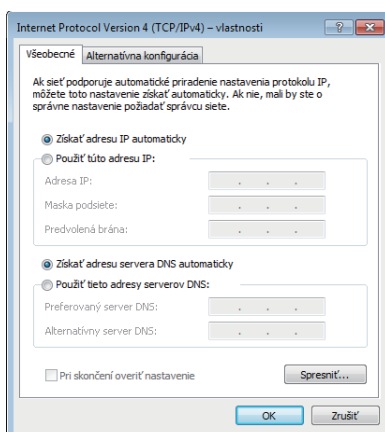 Internet Protocol Version 4 (TCP/IPv4) – vlastnosti
Všeobecné
Alternatívna konfigurácia
Ak sieť podporuje automatické priradenie nastavenia protokolu IP,
môžete toto nastavenie získať automaticky. Ak nie, mali by ste o
správne nastavenie požiadať správcu siete.
Získať adresu IP automaticky
Použiť túto adresu IP:
Adresa IP:
Maska podsiete:
Predvolená brána:
Získať adresu servera DNS automaticky
Použiť tieto adresy serverov DNS:
Preferovaný server DNS:
Alternatívny server DNS:
Pri skončení overiť nastavenie
Spresniť...
OK
Zrušiť